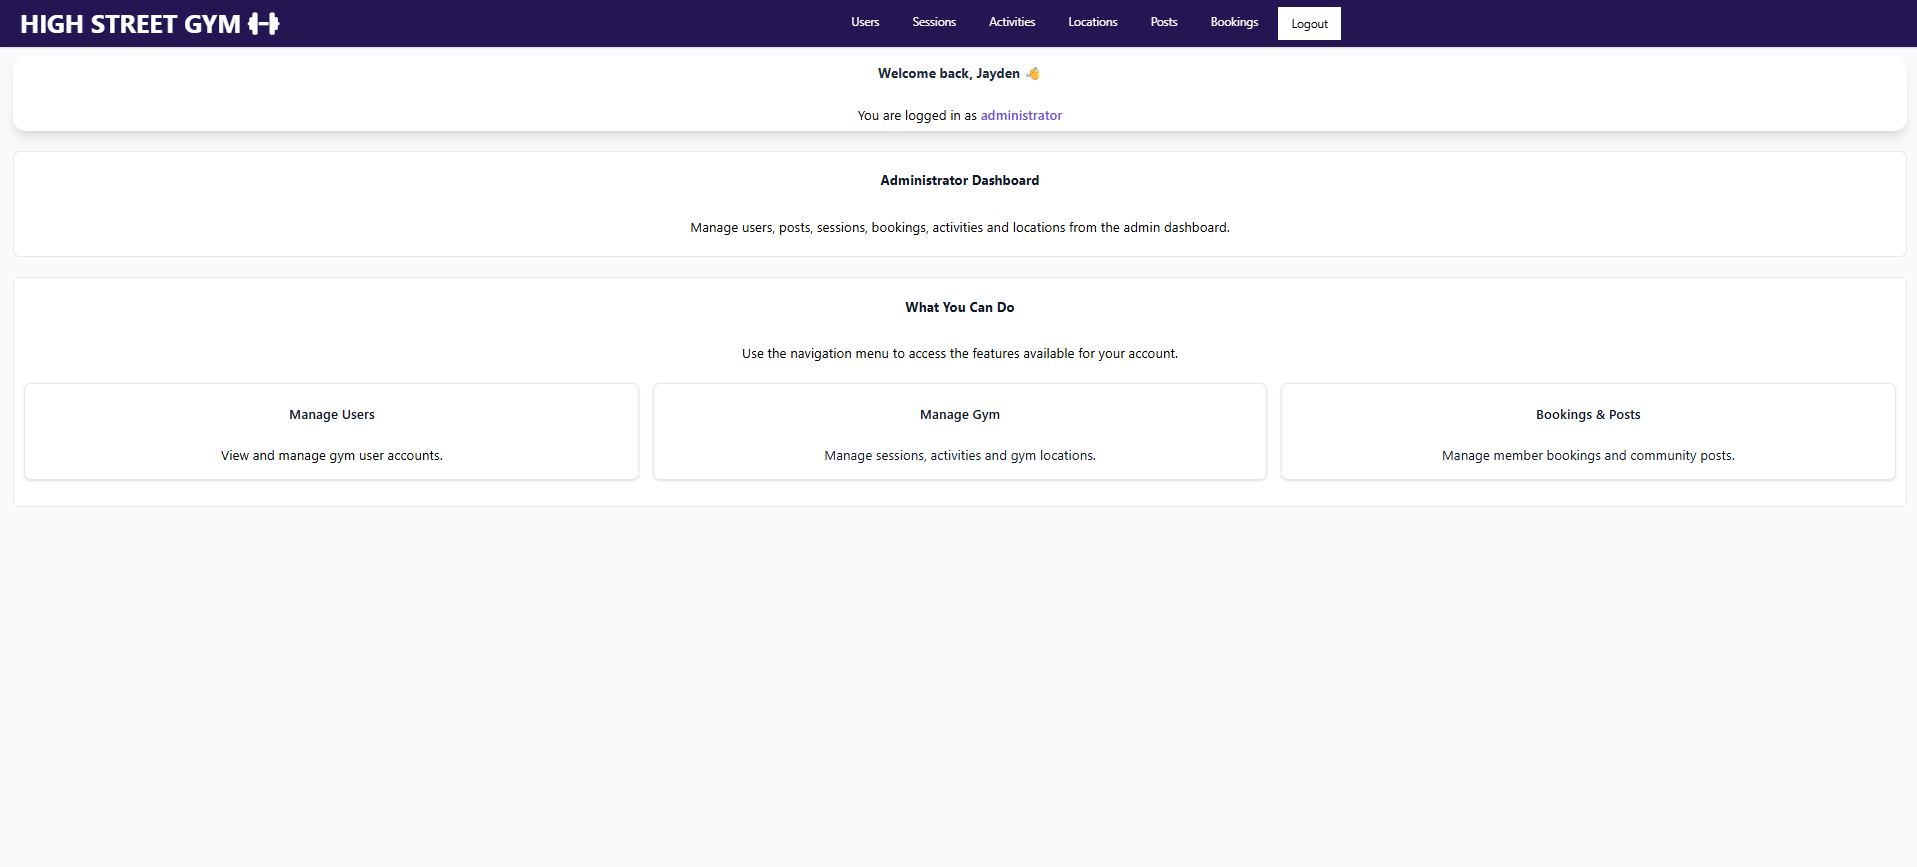 HIGH STREET GYM
Users Sessions Activities Locations Posts Bookings Logout
Welcome back, Jayden 👋
You are logged in as administrator
Administrator Dashboard
Manage users, posts, sessions, bookings, activities and locations from the admin dashboard.
What You Can Do
Use the navigation menu to access the features available for your account.
Manage Users
View and manage gym user accounts.
Manage Gym
Manage sessions, activities and gym locations.
Bookings & Posts
Manage member bookings and community posts.